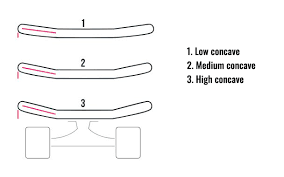 1
2
3
1. Low concave
2. Medium concave
3. High concave